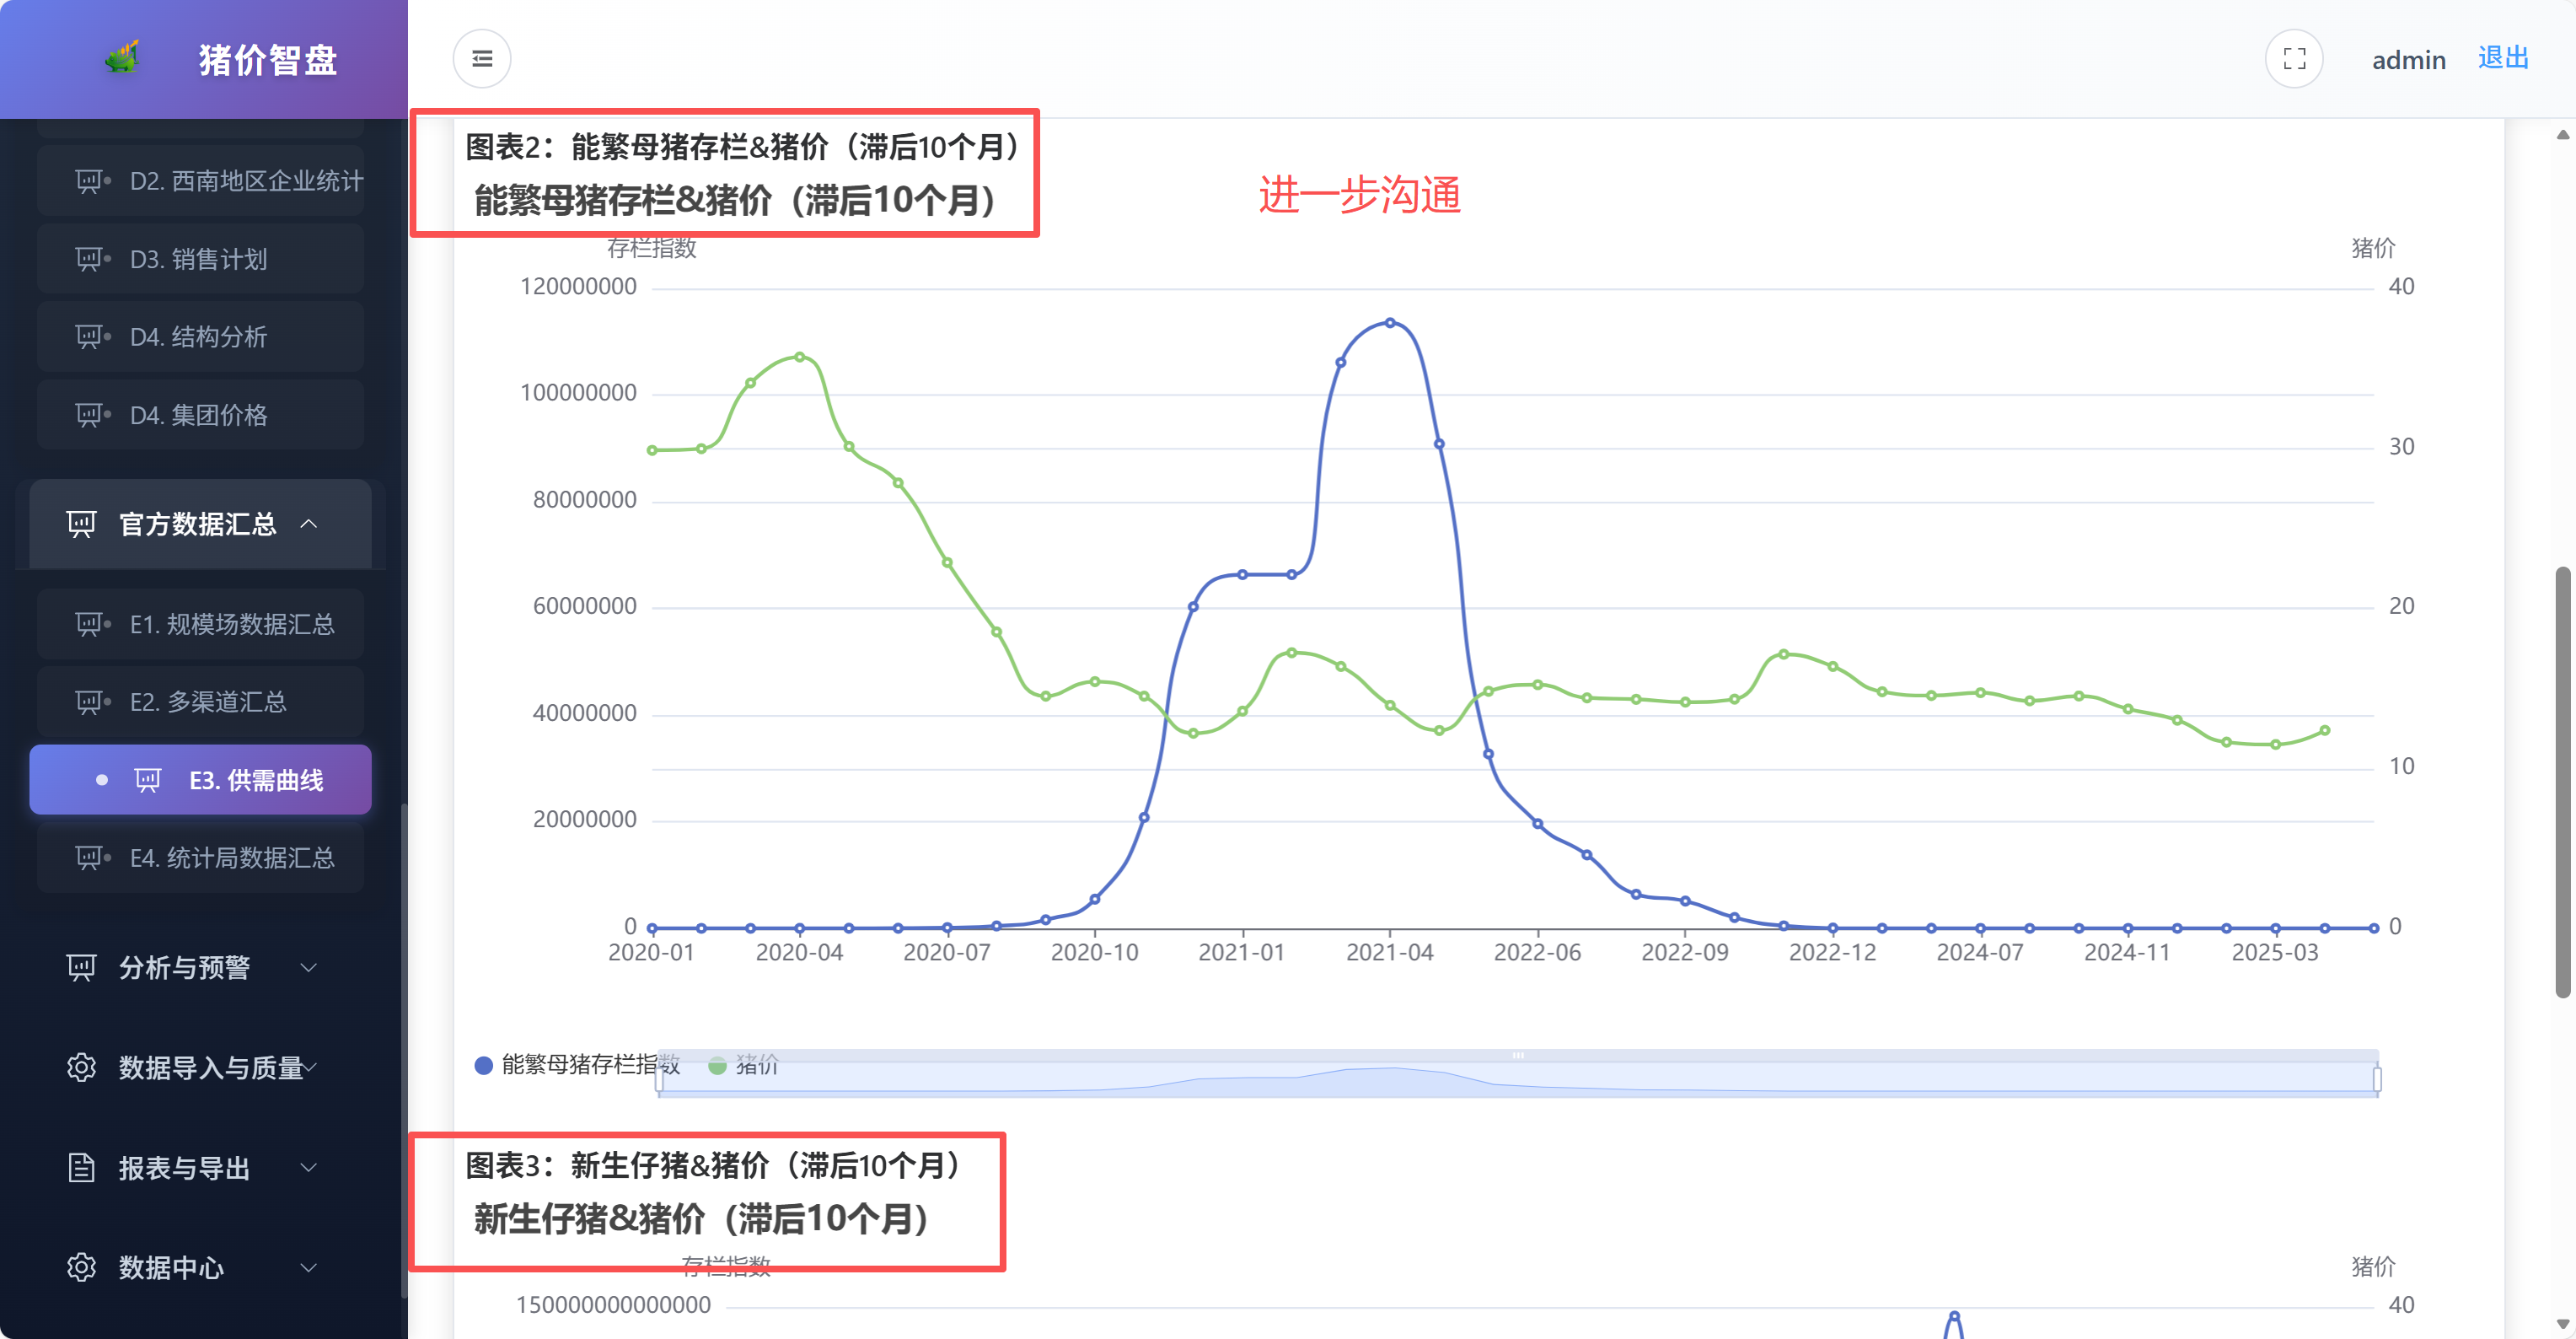 猪价智盘
admin
退出
D2. 西南地区企业统计
D3. 销售计划
D4. 结构分析
D4. 集团价格
官方数据汇总
E1. 规模场数据汇总
E2. 多渠道汇总
E3. 供需曲线
E4. 统计局数据汇总
分析与预警
数据导入与质量
报表与导出
数据中心
图表2：能繁母猪存栏&猪价（滞后10个月）
能繁母猪存栏&猪价（滞后10个月）
进一步沟通
存栏指数
猪价
120000000
100000000
80000000
60000000
40000000
20000000
0
40
30
20
10
0
2020-01
2020-04
2020-07
2020-10
2021-01
2021-04
2022-06
2022-09
2022-12
2024-07
2024-11
2025-03
能繁母猪存栏指数
猪价
图表3：新生仔猪&猪价（滞后10个月）
新生仔猪&猪价（滞后10个月）
存栏指数
猪价
150000000000000
40